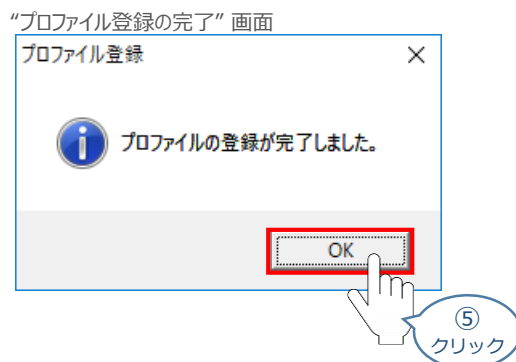 “プロファイル登録の完了” 画面
プロファイル登録
プロファイルの登録が完了しました。
OK
⑤
クリック